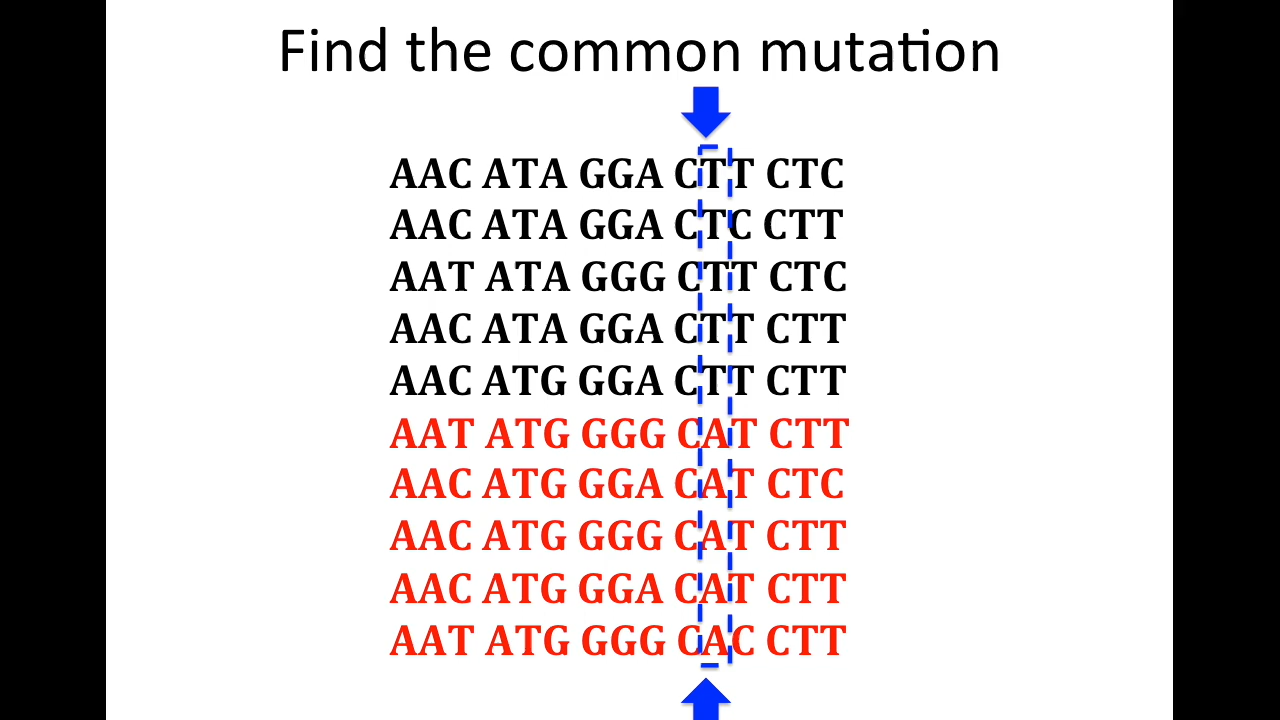 Find the common mutation
AAC ATA GGA CTT CTC
AAC ATA GGA CTC CTT
AAT ATA GGG CTT CTC
AAC ATA GGA CTT CTT
AAC ATG GGA CTT CTT
AAT ATG GGG CAT CTT
AAC ATG GGA CAT CTC
AAC ATG GGG CAT CTT
AAC ATG GGA CAT CTT
AAT ATG GGG CAC CTT